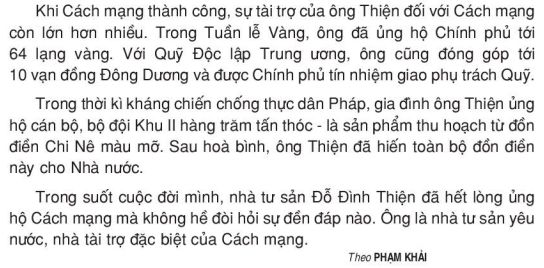 Khi Cách mạng thành công, sự tài trợ của ông Thiện đối với Cách mạng
còn lớn hơn nhiều. Trong Tuần lễ Vàng, ông đã ủng hộ Chính phủ tới
64 lạng vàng. Với Quỹ Độc lập Trung ương, ông cũng đóng góp tới
10 vạn đồng Đông Dương và được Chính phủ tín nhiệm giao phụ trách Quỹ.
Trong thời kì kháng chiến chống thực dân Pháp, gia đình ông Thiện ủng
hộ cán bộ, bộ đội Khu II hàng trăm tấn thóc - là sản phẩm thu hoạch từ đồn
điền Chi Nê màu mỡ. Sau hoà bình, ông Thiện đã hiến toàn bộ đồn điền
này cho Nhà nước.
Trong suốt cuộc đời mình, nhà tư sản Đỗ Đình Thiện đã hết lòng ủng
hộ Cách mạng mà không hề đòi hỏi sự đền đáp nào. Ông là nhà tư sản yêu
nước, nhà tài trợ đặc biệt của Cách mạng.
Theo PHẠM KHẢI